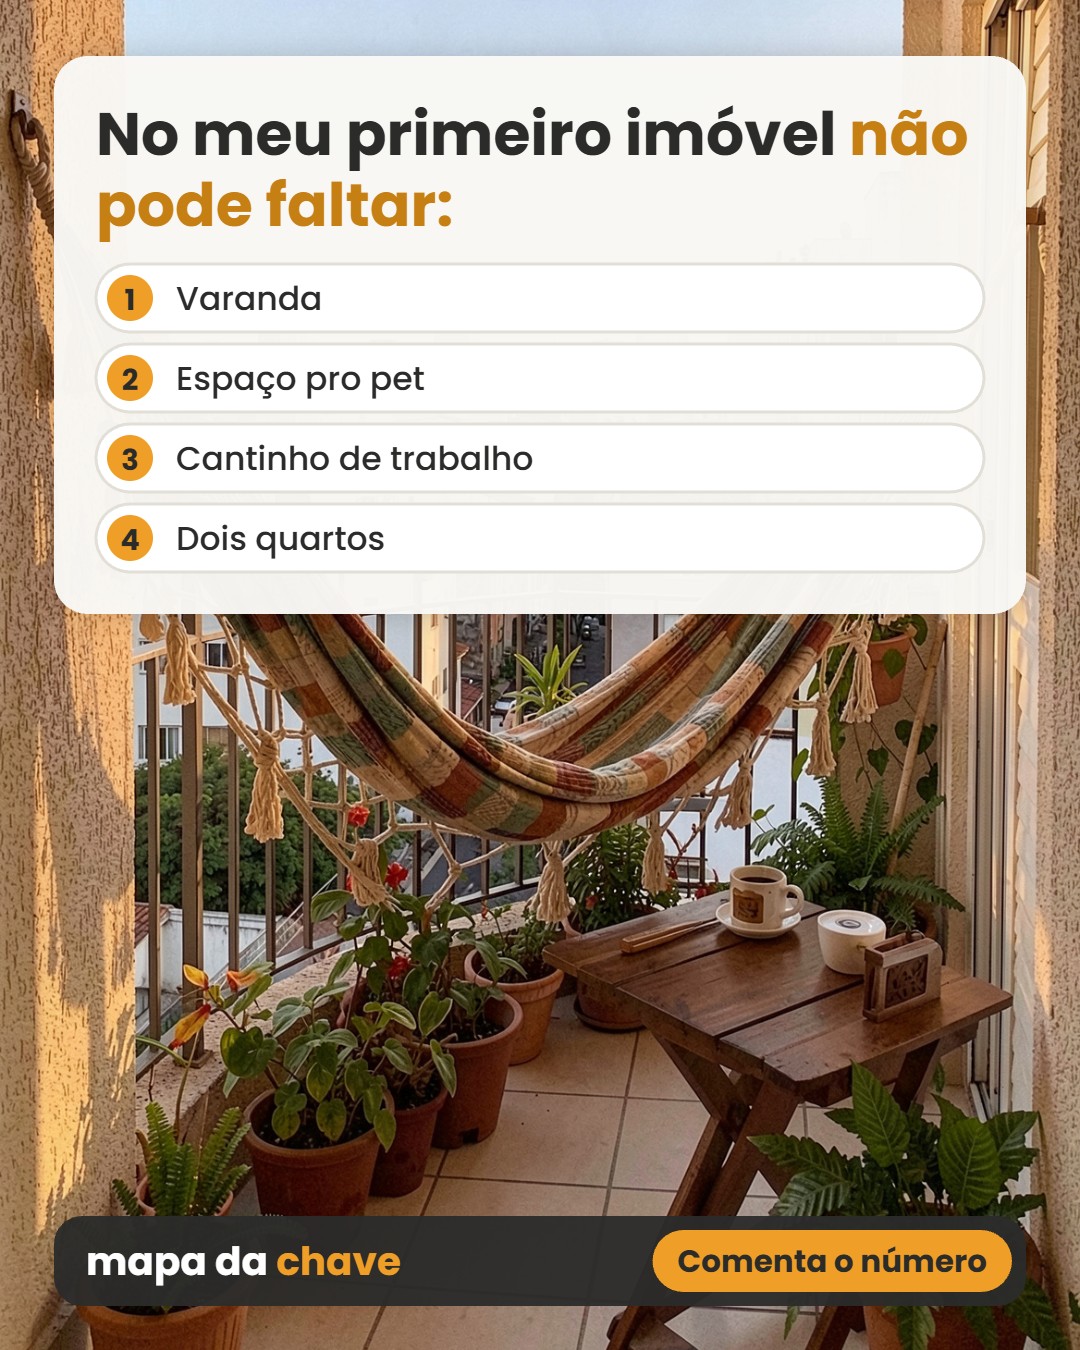 No meu primeiro imóvel não
pode faltar:
1 Varanda
2 Espaço pro pet
3 Cantinho de trabalho
4 Dois quartos
mapa da chave
Comenta o número